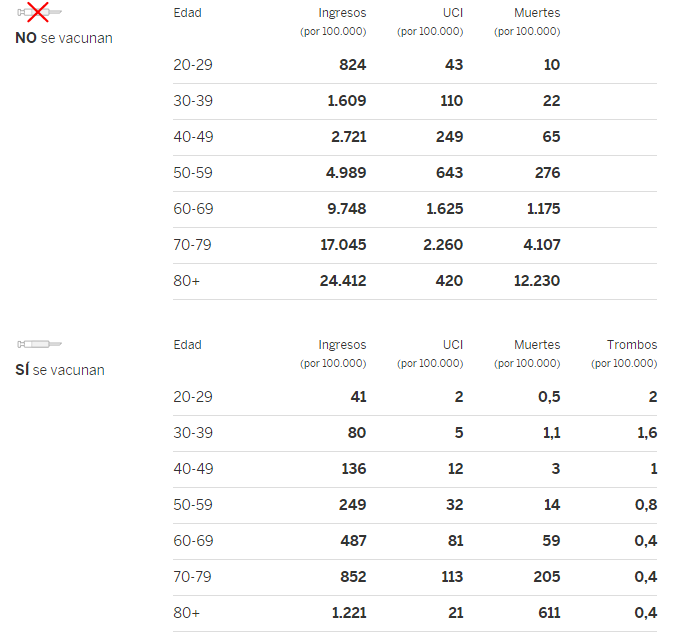 NO se vacunan
Edad Ingresos UCI Muertes
(por 100.000) (por 100.000) (por 100.000)
20-29 824 43 10
30-39 1.609 110 22
40-49 2.721 249 65
50-59 4.989 643 276
60-69 9.748 1.625 1.175
70-79 17.045 2.260 4.107
80+ 24.412 420 12.230
SÍ se vacunan
Edad Ingresos UCI Muertes Trombos
(por 100.000) (por 100.000) (por 100.000) (por 100.000)
20-29 41 2 0,5 2
30-39 80 5 1,1 1,6
40-49 136 12 3 1
50-59 249 32 14 0,8
60-69 487 81 59 0,4
70-79 852 113 205 0,4
80+ 1.221 21 611 0,4